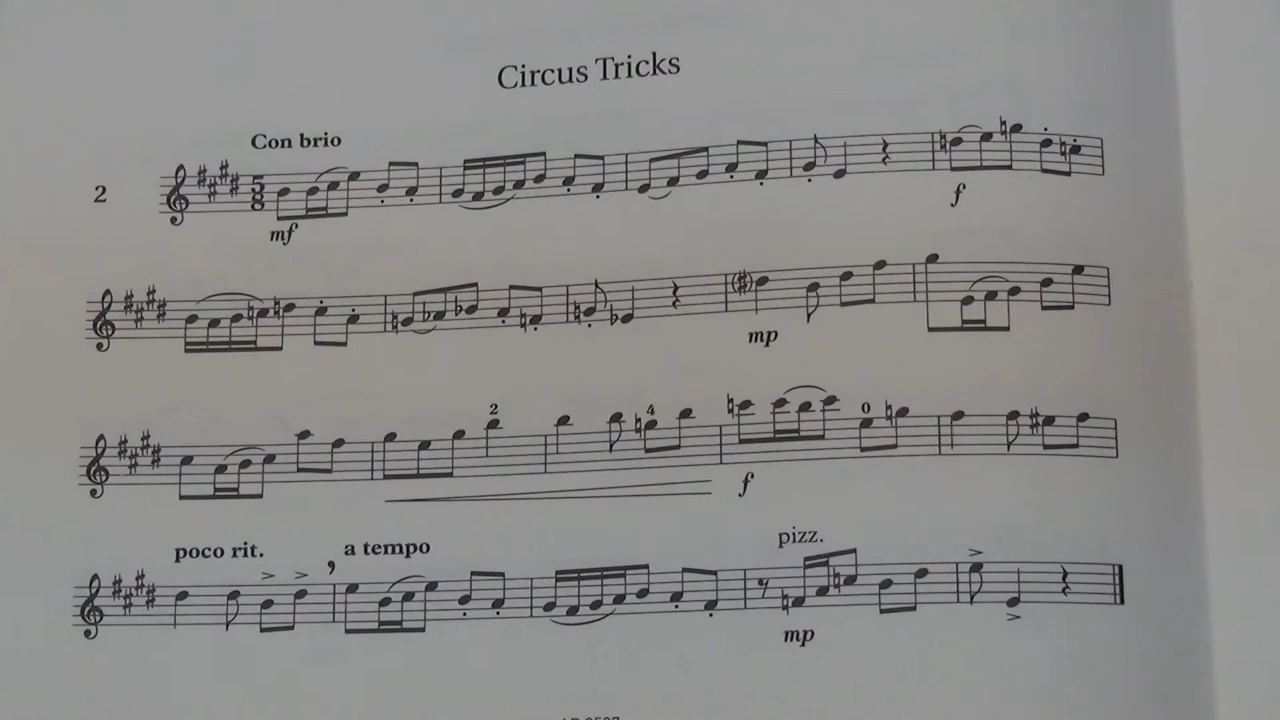 Circus Tricks
Con brio
2
5
8
mf
f
mp
2
4
0
f
poco rit.
a tempo
pizz.
mp